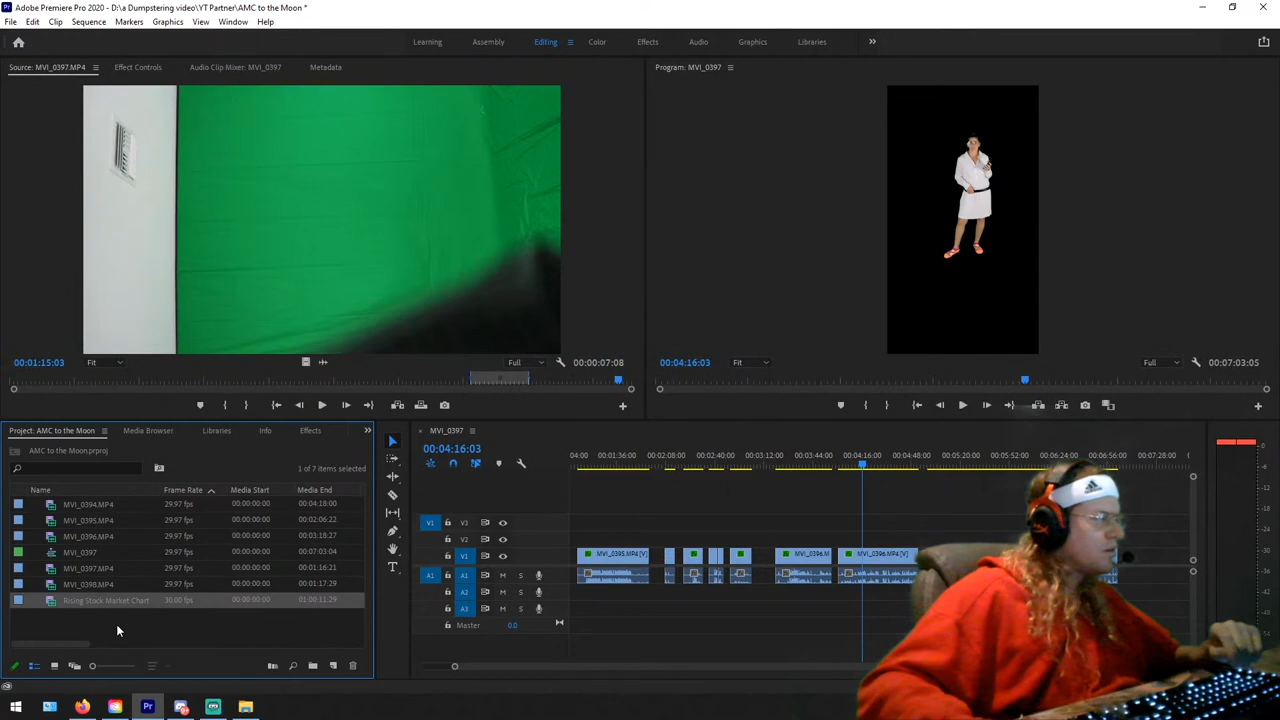 Adobe Premiere Pro 2020 - D:\a Dumpstering video\YT Partner\AMC to the Moon *
File Edit Clip Sequence Markers Graphics View Window Help
Learning Assembly Editing Color Effects Audio Graphics Libraries
Source: MVI_0397.MP4 Effect Controls Audio Clip Mixer: MVI_0397 Metadata
Program: MVI_0397
00:01:15:03 Fit Full 00:00:07:08
00:04:16:03 Fit Full 00:07:03:05
Project: AMC to the Moon Media Browser Libraries Info Effects
AMC to the Moon.prproj
1 of 7 items selected
Name Frame Rate Media Start Media End
MVI_0394.MP4 29.97 fps 00:00:00:00 00:04:18:00
MVI_0395.MP4 29.97 fps 00:00:00:00 00:02:06:22
MVI_0396.MP4 29.97 fps 00:00:00:00 00:03:18:27
MVI_0397 29.97 fps 00:00:00:00 00:07:03:04
MVI_0397.MP4 29.97 fps 00:00:00:00 00:01:16:21
MVI_0398.MP4 29.97 fps 00:00:00:00 00:01:17:29
Rising Stock Market Chart 30.00 fps 00:00:00:00 01:00:11:29
MVI_0397
00:04:16:03
04:00 00:01:36:00 00:02:08:00 00:02:40:00 00:03:12:00 00:03:44:00 00:04:16:00 00:04:48:00 00:05:20:00 00:05:52:00 00:06:24:00 00:06:56:00 00:07:28:00
V1 V3
V2
V1 MVI_0395.MP4 [V] MVI_0396.M MVI_0396.MP4 [V]
A1 A1 M S
A2 M S
A3 M S
Master 0.0